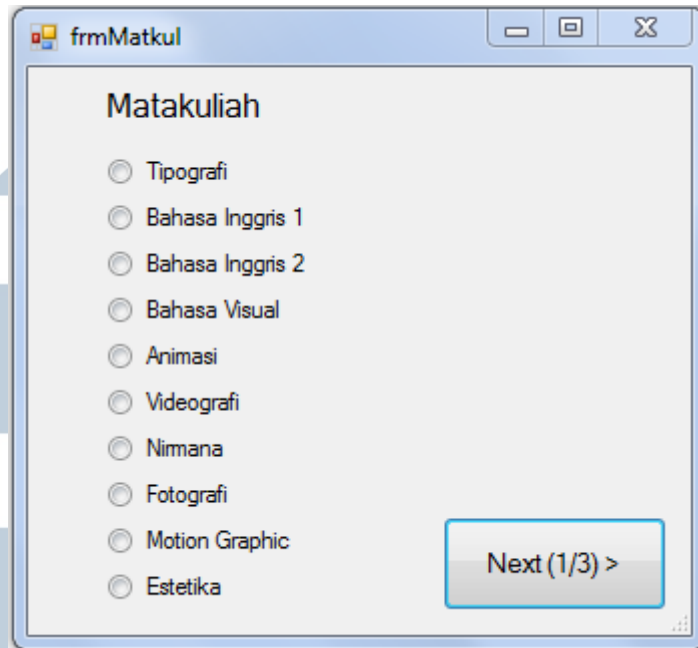 frmMatkul
Matakuliah
Tipografi
Bahasa Inggris 1
Bahasa Inggris 2
Bahasa Visual
Animasi
Videografi
Nirmana
Fotografi
Motion Graphic
Estetika
Next (1/3) >